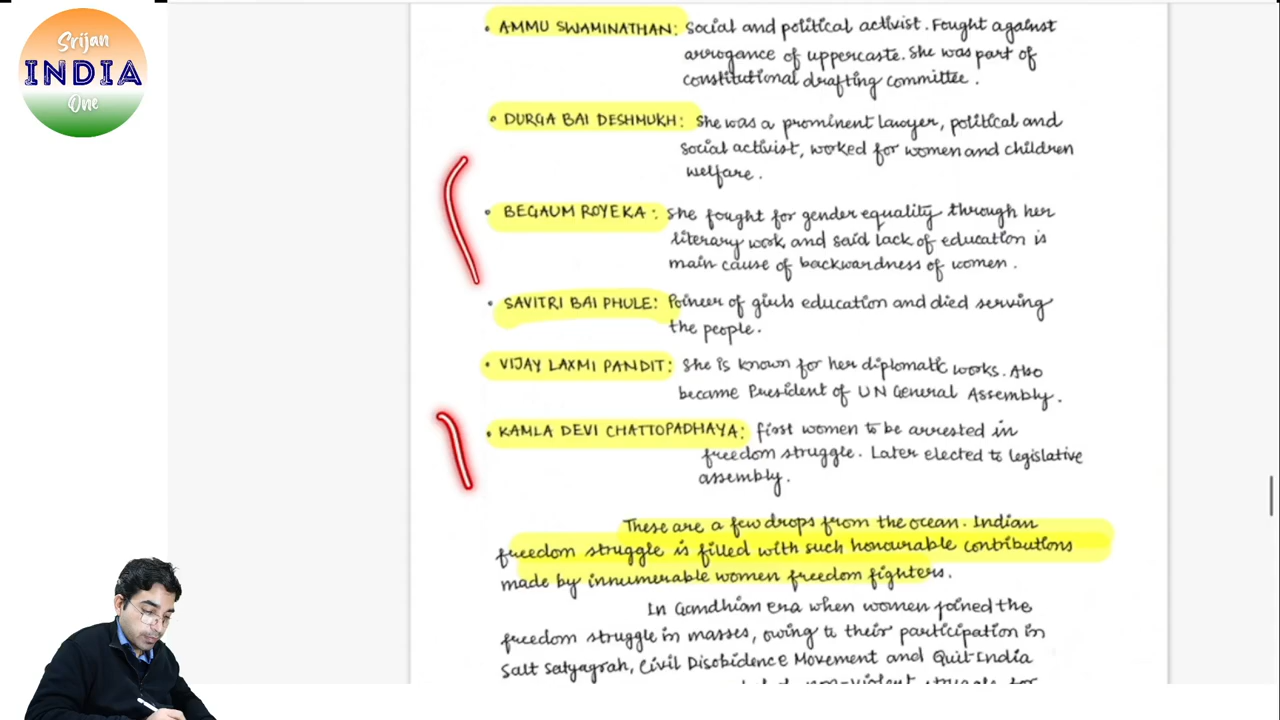 Srijan
INDIA
One
• AMMU SWAMINATHAN: Social and political activist. Fought against
arrogance of uppercaste. She was part of
constitutional drafting committee.
• DURGA BAI DESHMUKH: She was a prominent lawyer, political and
social activist, worked for women and children
welfare.
• BEGAUM ROYEKA: She fought for gender equality through her
literary work and said lack of education is
main cause of backwardness of women.
• SAVITRI BAI PHULE: Poineer of girls education and died serving
the people.
• VIJAY LAXMI PANDIT: She is known for her diplomatic works. Also
became President of UN General Assembly.
• KAMLA DEVI CHATTOPADHAYA: first women to be arrested in
freedom struggle. Later elected to legislative
assembly.
These are a few drops from the ocean. Indian
freedom struggle is filled with such honourable contributions
made by innumerable women freedom fighters.
In Gandhian era when women joined the
freedom struggle in masses, owing to their participation in
Salt Satyagrah, Civil Disobidence Movement and Quit India
non-violent struggle for